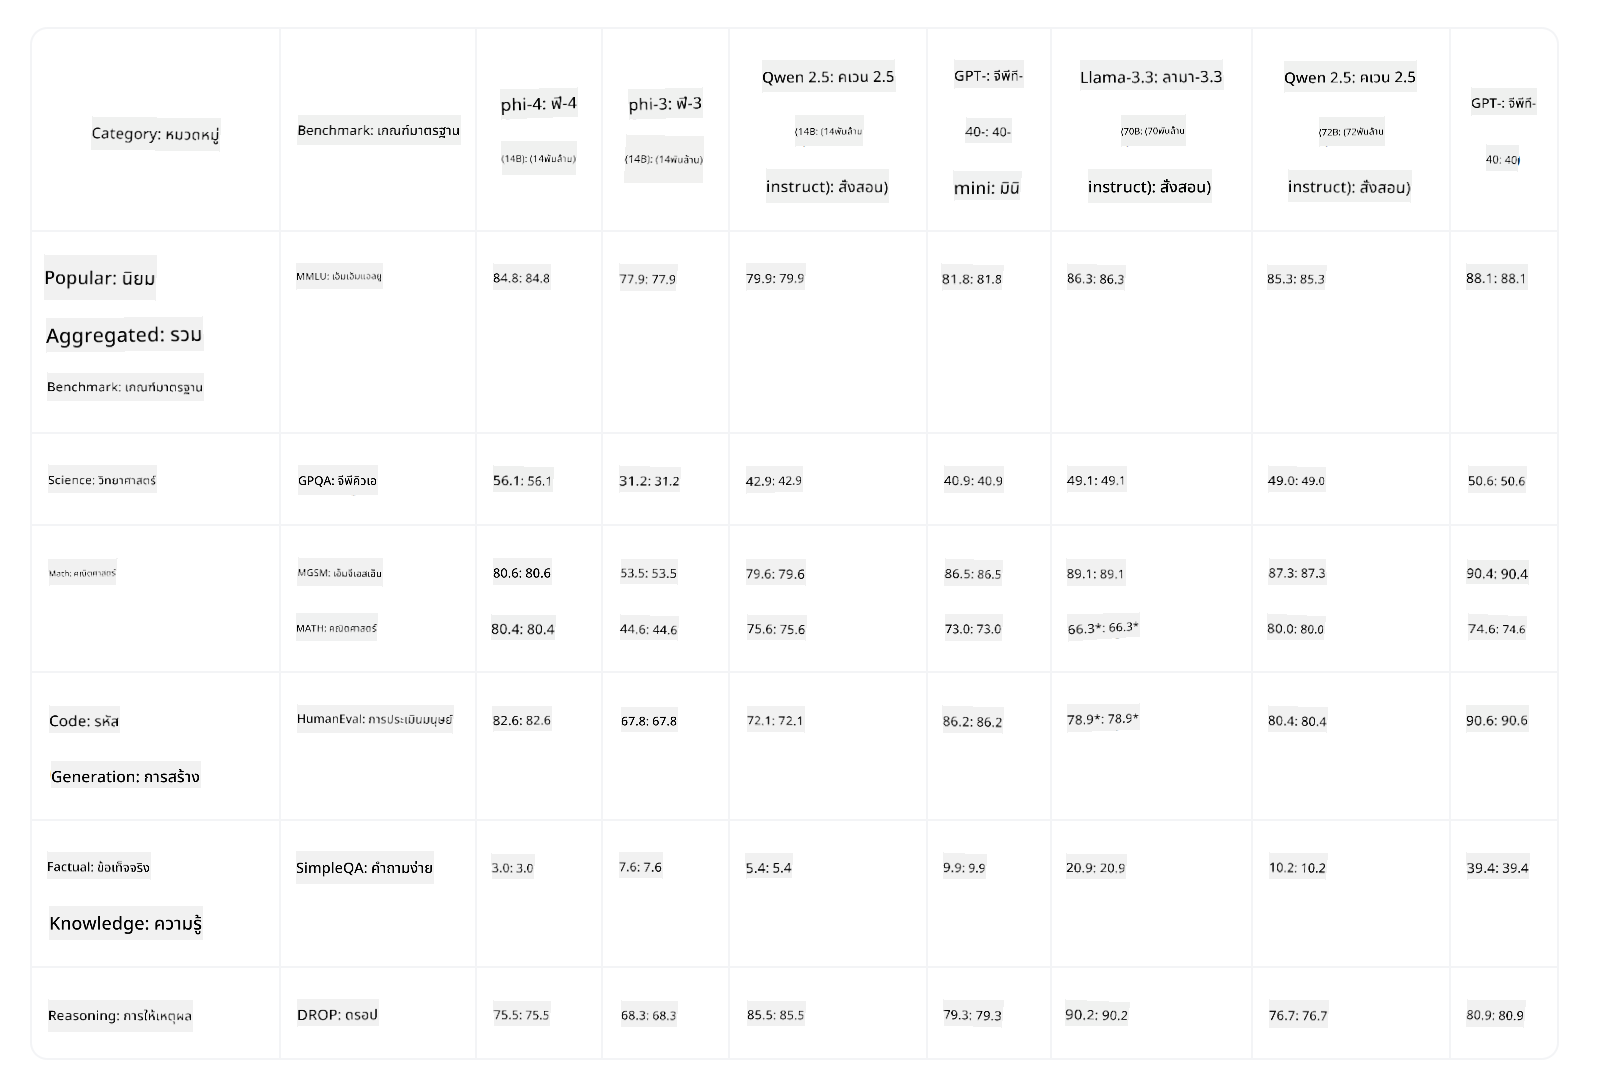 Category: หมวดหมู่
Benchmark: เกณฑ์มาตรฐาน
phi-4: ฟี-4
(14B): (14พันล้าน)
phi-3: ฟี-3
(14B): (14พันล้าน)
Qwen 2.5: คเวน 2.5
(14B: (14พันล้าน
instruct): สั่งสอน)
GPT-: จีพีที-
40-: 40-
mini: มินิ
Llama-3.3: ลามา-3.3
(70B: (70พันล้าน
instruct): สั่งสอน)
Qwen 2.5: คเวน 2.5
(72B: (72พันล้าน
instruct): สั่งสอน)
GPT-: จีพีที-
40: 40
Popular: นิยม
Aggregated: รวม
Benchmark: เกณฑ์มาตรฐาน
MMLU: เอ็มเอ็มแอลยู
84.8: 84.8
77.9: 77.9
79.9: 79.9
81.8: 81.8
86.3: 86.3
85.3: 85.3
88.1: 88.1
Science: วิทยาศาสตร์
GPQA: จีพีคิวเอ
56.1: 56.1
31.2: 31.2
42.9: 42.9
40.9: 40.9
49.1: 49.1
49.0: 49.0
50.6: 50.6
Math: คณิตศาสตร์
MGSM: เอ็มจีเอสเอ็ม
80.6: 80.6
53.5: 53.5
79.6: 79.6
86.5: 86.5
89.1: 89.1
87.3: 87.3
90.4: 90.4
MATH: คณิตศาสตร์
80.4: 80.4
44.6: 44.6
75.6: 75.6
73.0: 73.0
66.3*: 66.3*
80.0: 80.0
74.6: 74.6
Code: รหัส
Generation: การสร้าง
HumanEval: การประเมินมนุษย์
82.6: 82.6
67.8: 67.8
72.1: 72.1
86.2: 86.2
78.9*: 78.9*
80.4: 80.4
90.6: 90.6
Factual: ข้อเท็จจริง
Knowledge: ความรู้
SimpleQA: คำถามง่าย
3.0: 3.0
7.6: 7.6
5.4: 5.4
9.9: 9.9
20.9: 20.9
10.2: 10.2
39.4: 39.4
Reasoning: การให้เหตุผล
DROP: ดรอป
75.5: 75.5
68.3: 68.3
85.5: 85.5
79.3: 79.3
90.2: 90.2
76.7: 76.7
80.9: 80.9